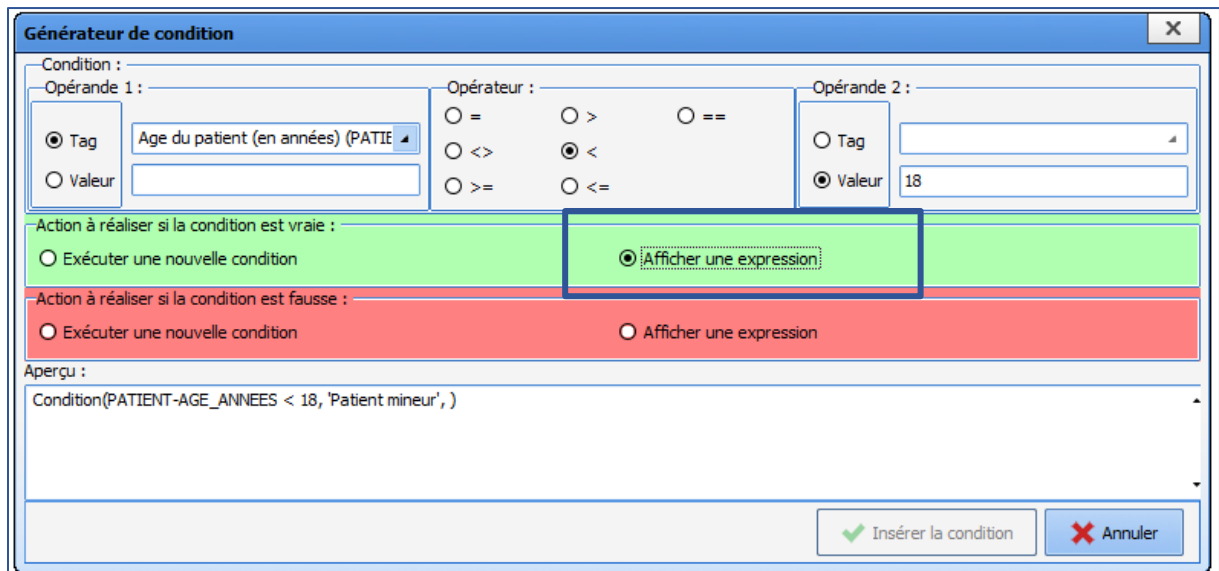 Générateur de condition
Condition :
Opérande 1 :
Opérateur :
Opérande 2 :
Tag
Age du patient (en années) (PATIE
Valeur
=
>
==
<>
<
>=
<=
Tag
Valeur
18
Action à réaliser si la condition est vraie :
Exécuter une nouvelle condition
Afficher une expression
Action à réaliser si la condition est fausse :
Exécuter une nouvelle condition
Afficher une expression
Aperçu :
Condition(PATIENT-AGE_ANNEES < 18, 'Patient mineur', )
Insérer la condition
Annuler